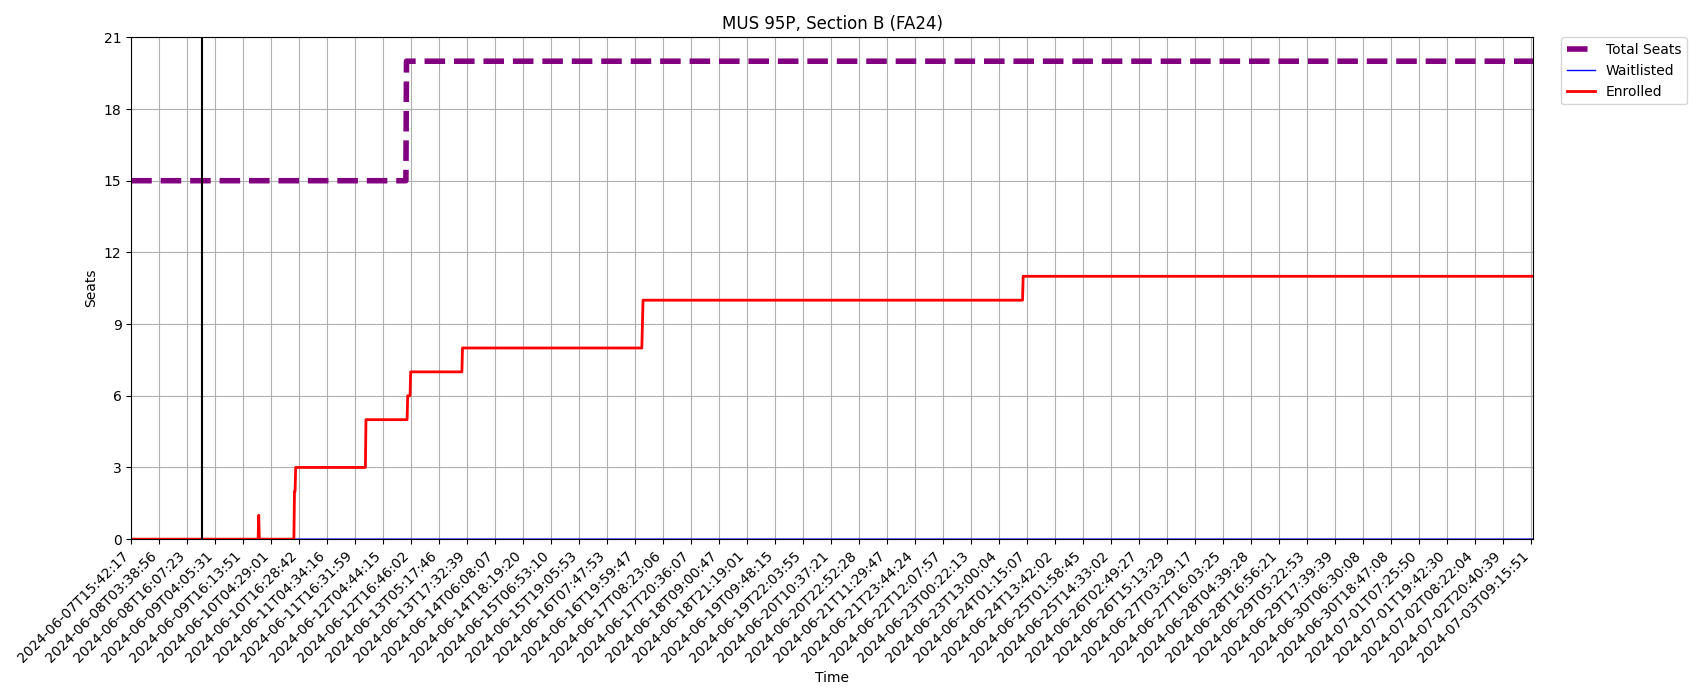 MUS 95P, Section B (FA24)
Total Seats
Waitlisted
Enrolled
21
18
15
12
9
6
3
0
Seats
2024-06-07T15:42:17
2024-06-08T03:38:56
2024-06-08T16:07:23
2024-06-09T04:05:31
2024-06-09T16:13:51
2024-06-10T04:29:01
2024-06-10T16:28:42
2024-06-11T04:34:16
2024-06-11T16:31:59
2024-06-12T04:44:15
2024-06-12T16:46:02
2024-06-13T05:17:46
2024-06-13T17:32:39
2024-06-14T06:08:07
2024-06-14T18:19:20
2024-06-15T06:53:10
2024-06-15T19:05:53
2024-06-16T07:47:53
2024-06-16T19:59:47
2024-06-17T08:23:06
2024-06-17T20:36:07
2024-06-18T09:00:47
2024-06-18T21:19:01
2024-06-19T09:48:15
2024-06-19T22:03:55
2024-06-20T10:37:21
2024-06-20T22:52:28
2024-06-21T11:29:47
2024-06-21T23:44:24
2024-06-22T12:07:57
2024-06-23T00:22:13
2024-06-23T13:00:04
2024-06-24T01:15:07
2024-06-24T13:42:02
2024-06-25T01:58:45
2024-06-25T14:33:02
2024-06-26T02:49:27
2024-06-26T15:13:29
2024-06-27T03:29:17
2024-06-27T16:03:25
2024-06-28T04:39:28
2024-06-28T16:56:21
2024-06-29T05:22:53
2024-06-29T17:39:39
2024-06-30T06:30:08
2024-06-30T18:47:08
2024-07-01T07:25:50
2024-07-01T19:42:30
2024-07-02T08:22:04
2024-07-02T20:40:39
2024-07-03T09:15:51
Time